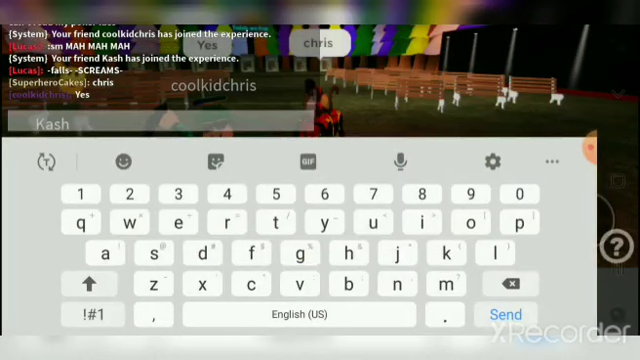 {System} Your friend coolkidchris has joined the experience.
[Lucas]: :sm MAH MAH MAH
{System} Your friend Kash has joined the experience.
[Lucas]: -falls- -SCREAMS-
[SuperheroCakes]: chris
[coolkidchris]: Yes
Yes
chris
coolkidchris
Kash
T
GIF
1 2 3 4 5 6 7 8 9 0
q w e r t y u i o p
a s d f g h j k l
z x c v b n m
!#1 , English (US) . Send
?
XRecorder